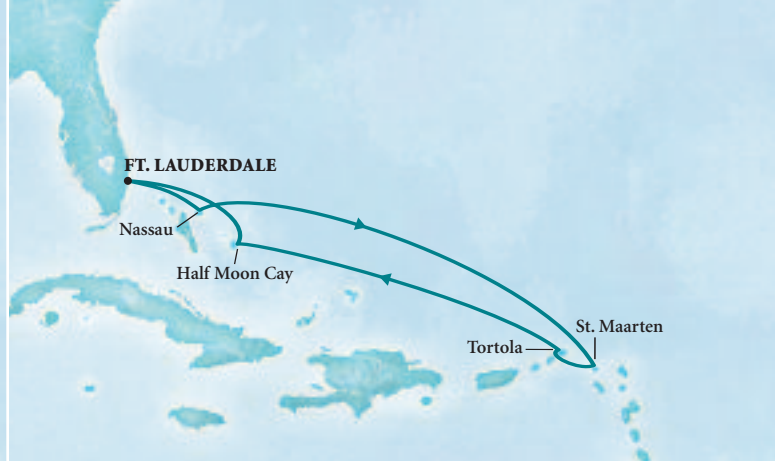 FT. LAUDERDALE
Nassau
Half Moon Cay
St. Maarten
Tortola